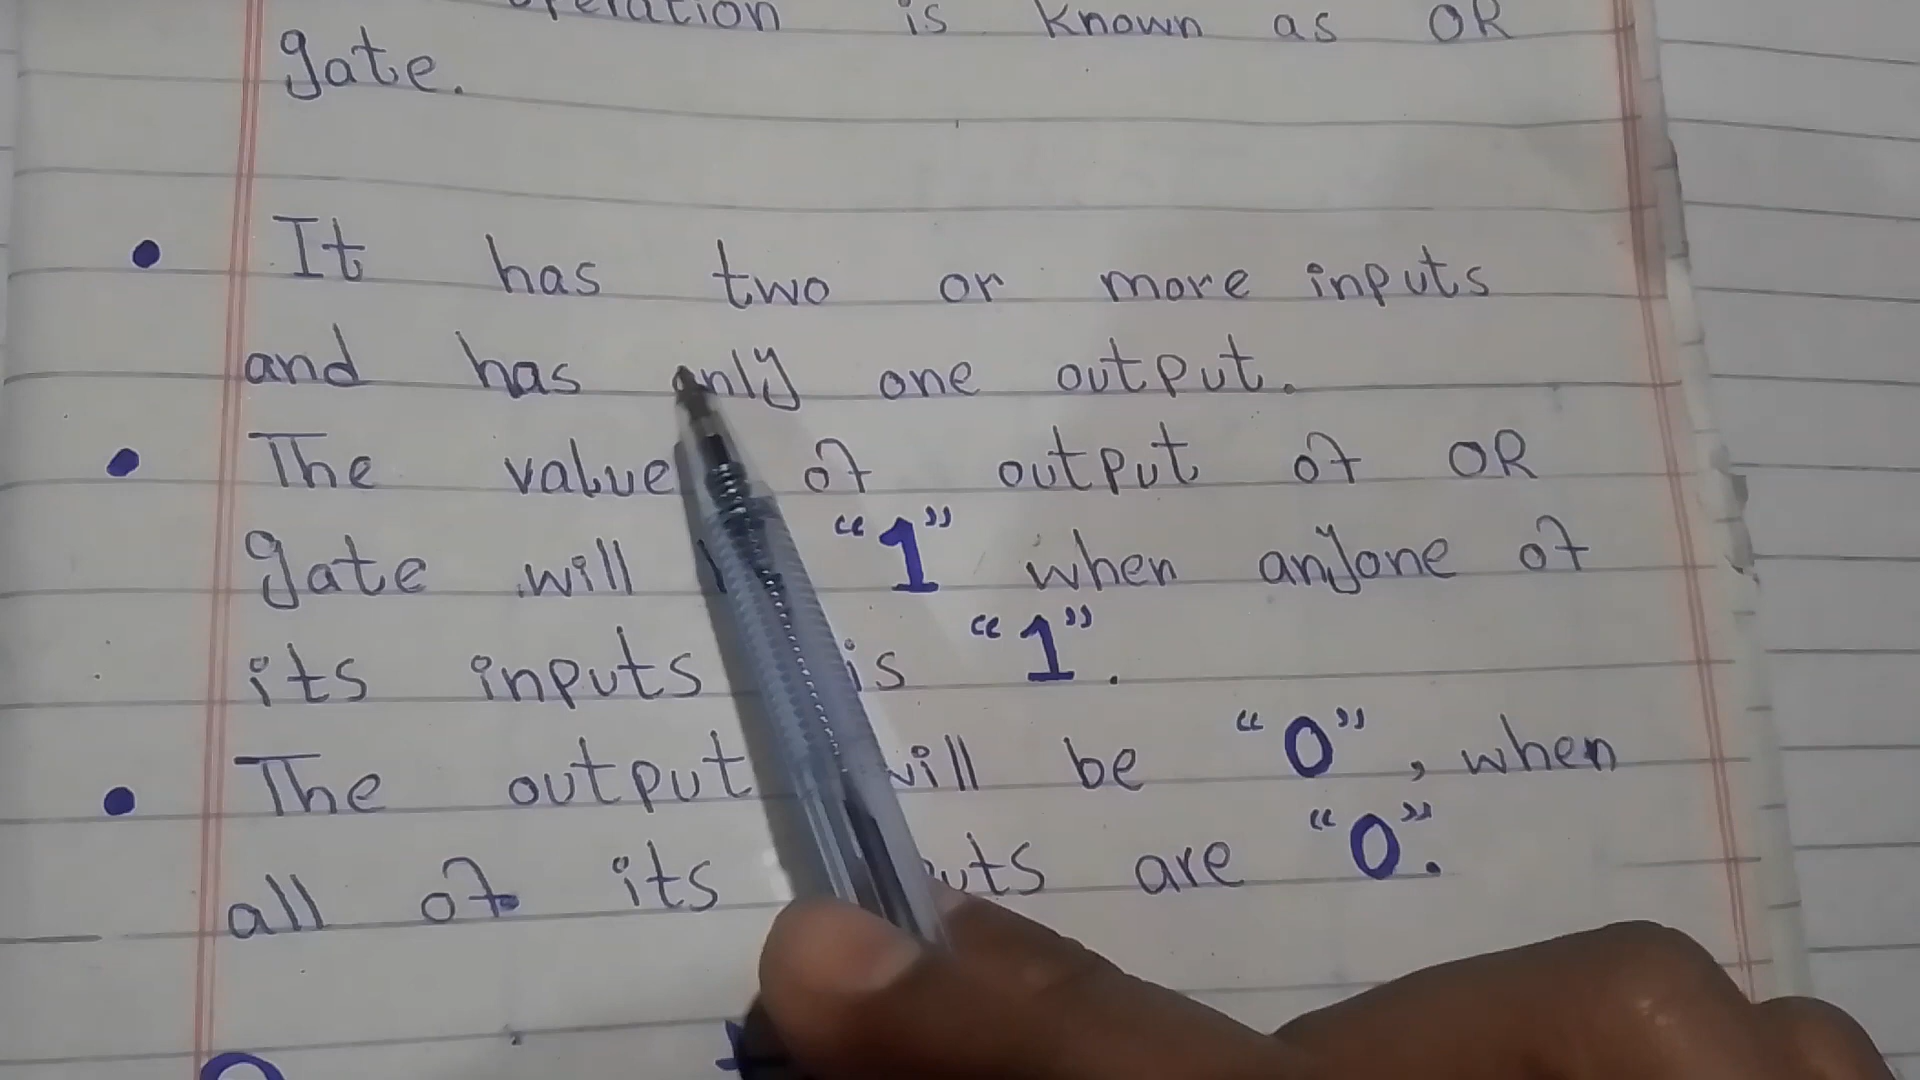 operation is known as OR
gate.
• It has two or more inputs
and has only one output.
• The value of output of OR
gate will "1" when anyone of
its inputs is "1".
• The output will be "0", when
all of its are "0".